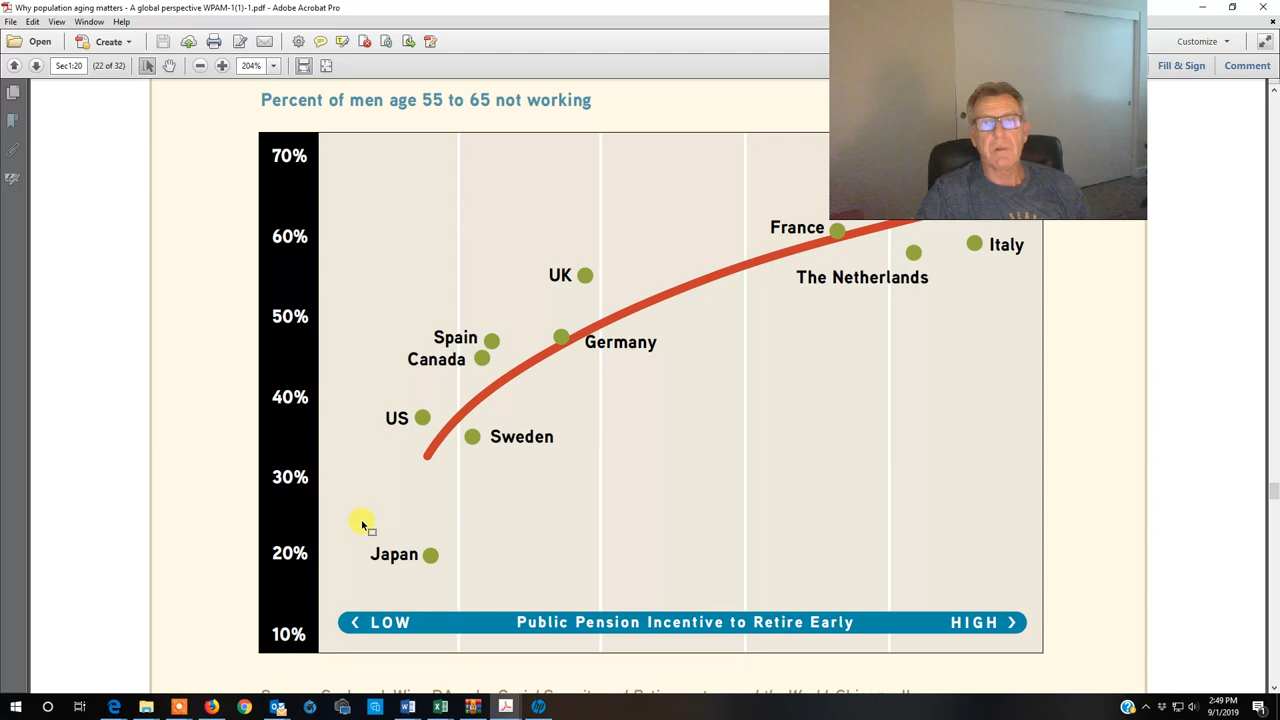 Why population aging matters - A global perspective WPAM-1(1)-1.pdf - Adobe Acrobat Pro
File Edit View Window Help
Open Create Customize
Sec1:20 (22 of 32) 204% Fill & Sign Comment
Percent of men age 55 to 65 not working
70%
60%
50%
40%
30%
20%
10%
France
Italy
The Netherlands
UK
Spain
Germany
Canada
US
Sweden
Japan
LOW Public Pension Incentive to Retire Early HIGH
2:49 PM
9/1/2019